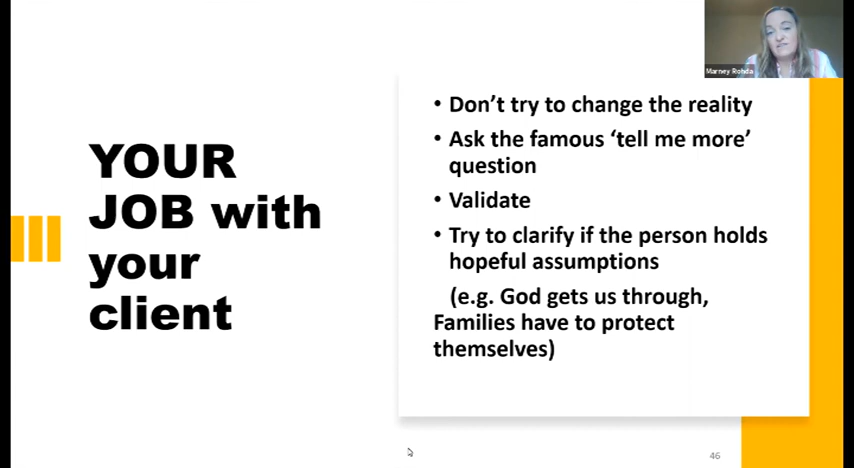 Marney Rohda
YOUR
JOB with
your
client
• Don’t try to change the reality
• Ask the famous ‘tell me more’
question
• Validate
• Try to clarify if the person holds
hopeful assumptions
(e.g. God gets us through,
Families have to protect
themselves)
46